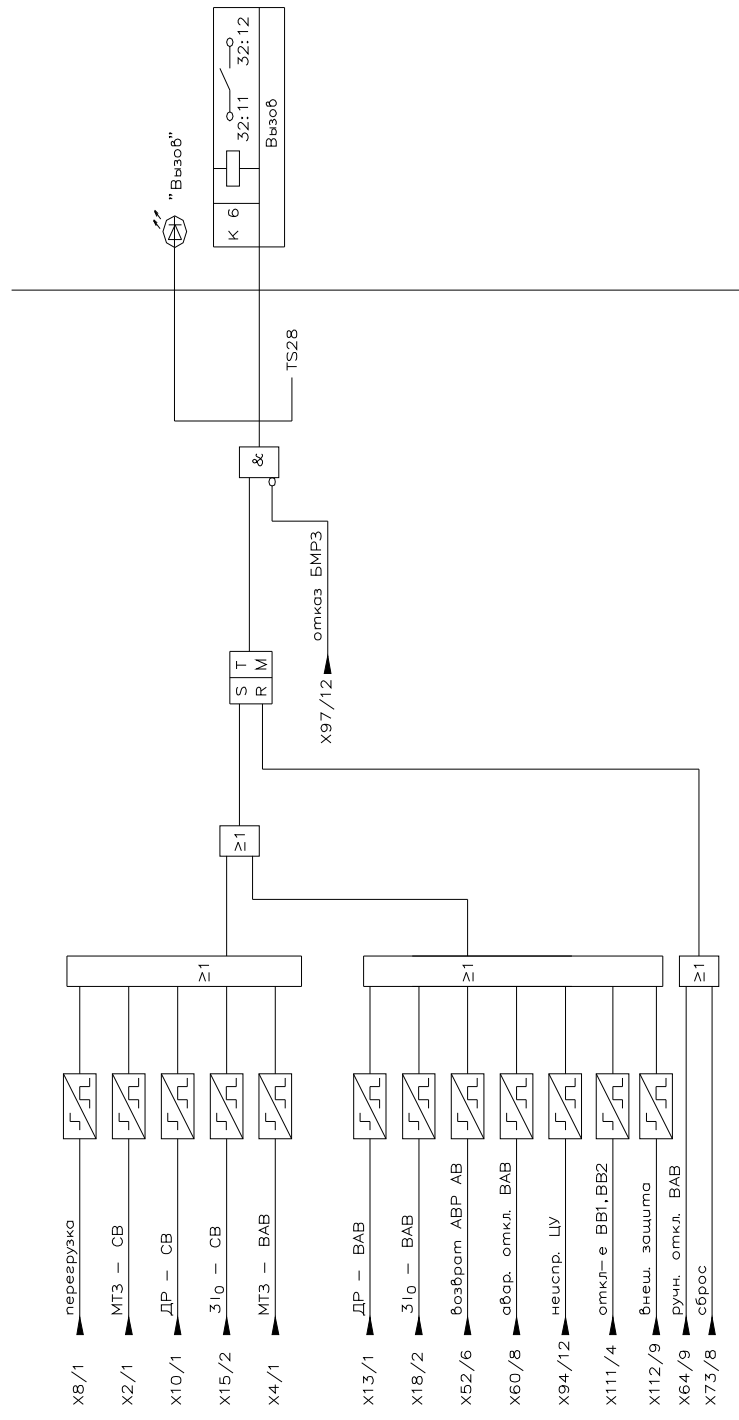 X8/1 перегрузка
X2/1 МТЗ – СВ
X10/1 ДР – СВ
X15/2 3I0 – СВ
X4/1 МТЗ – ВАВ
X13/1 ДР – ВАВ
X18/2 3I0 – ВАВ
X52/6 возврат АВР АВ
X60/8 авар. откл. ВАВ
X94/12 неиспр. ЦУ
X111/4 откл–е ВВ1,ВВ2
X112/9 внеш. защита
X64/9 ручн. откл. ВАВ
X73/8 сброс
≥1
≥1
≥1
≥1
S T
R M
X97/12 отказ БМРЗ
&
TS28
"Вызов"
K 6
32:11 32:12
Вызов